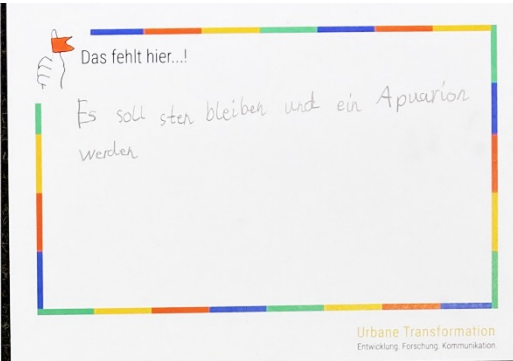 Das fehlt hier...!
Es soll sten bleiben und ein Apuarion
werden
Urbane Transformation
Entwicklung. Forschung. Kommunikation.